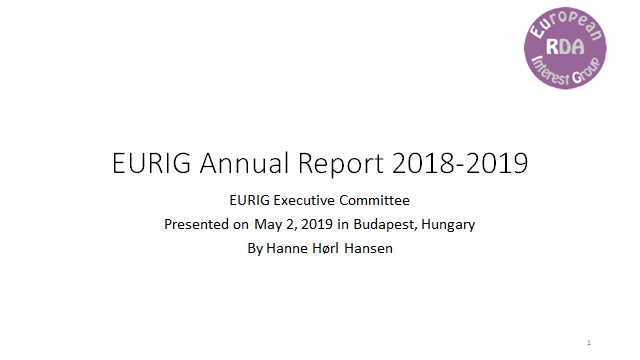 European
RDA
Interest Group
EURIG Annual Report 2018-2019
EURIG Executive Committee
Presented on May 2, 2019 in Budapest, Hungary
By Hanne Hørl Hansen
1